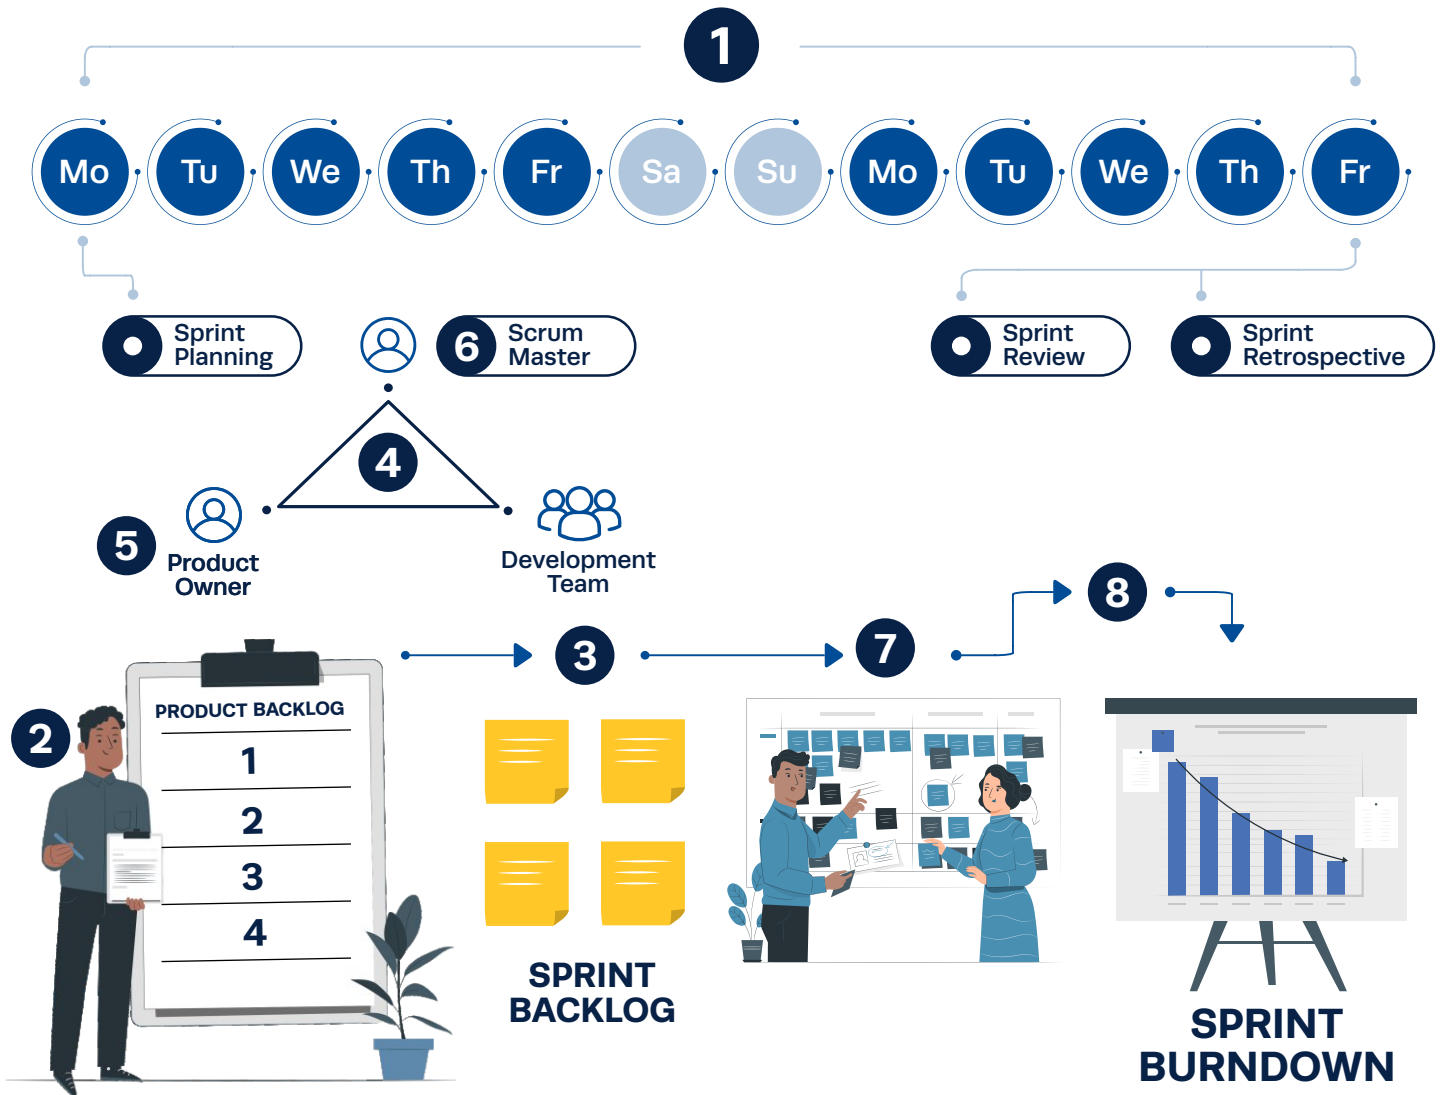 1
Mo Tu We Th Fr Sa Su Mo Tu We Th Fr
Sprint
Planning
6 Scrum
Master
Sprint
Review
Sprint
Retrospective
4
5
Product
Owner
Development
Team
8
3
7
2
PRODUCT BACKLOG
1
2
3
4
SPRINT
BACKLOG
SPRINT
BURNDOWN